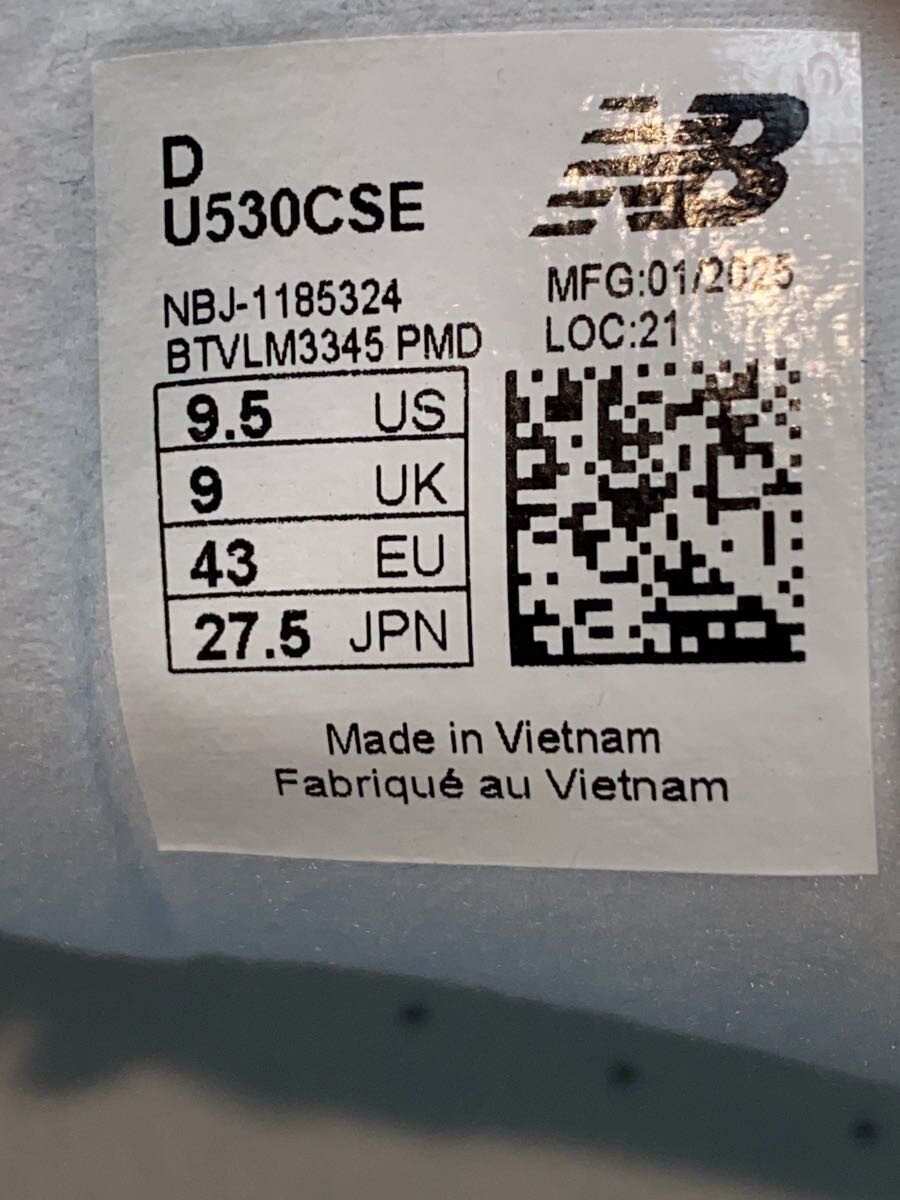 D
U530CSE
NB
NBJ-1185324
BTVLM3345 PMD
MFG:01/2025
LOC:21
9.5 US
9 UK
43 EU
27.5 JPN
Made in Vietnam
Fabriqué au Vietnam